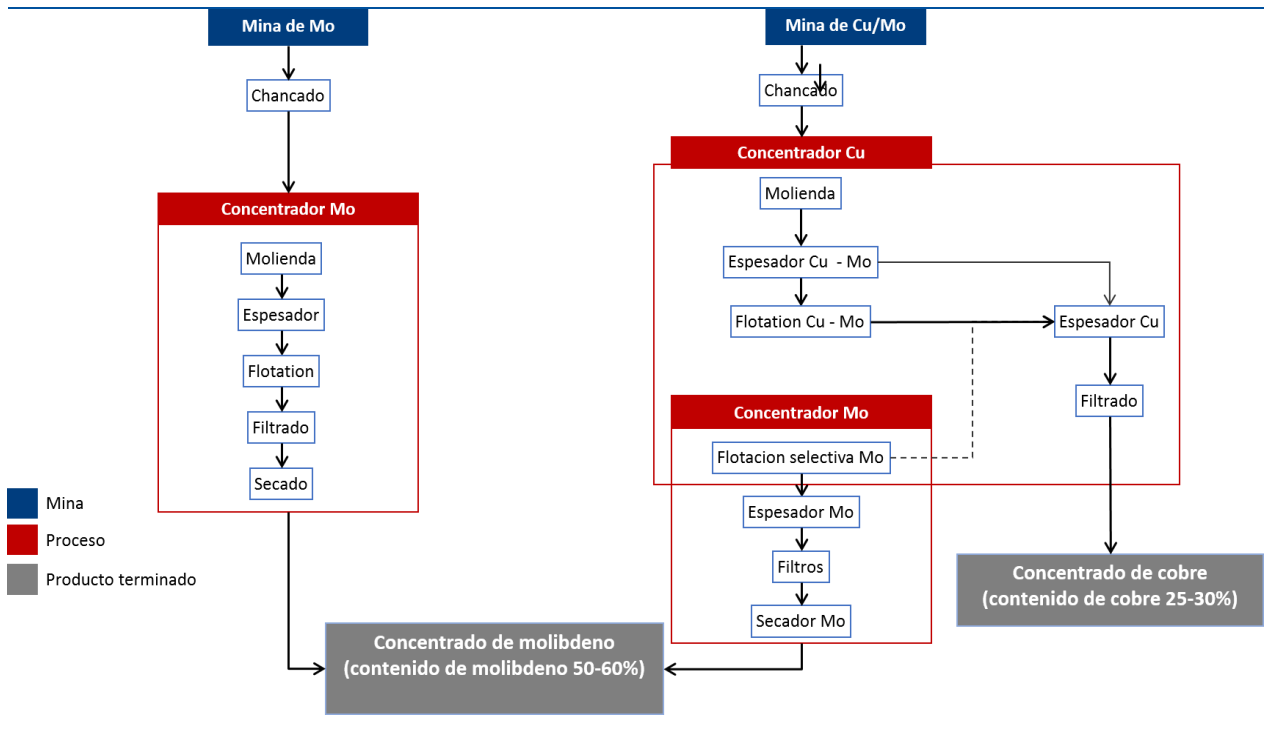 Mina de Mo
Chancado
Concentrador Mo
Molienda
Espesador
Flotation
Filtrado
Secado
Mina de Cu/Mo
Chancado
Concentrador Cu
Molienda
Espesador Cu - Mo
Flotation Cu - Mo
Espesador Cu
Filtrado
Concentrador Mo
Flotacion selectiva Mo
Espesador Mo
Filtros
Secador Mo
Mina
Proceso
Producto terminado
Concentrado de molibdeno
(contenido de molibdeno 50-60%)
Concentrado de cobre
(contenido de cobre 25-30%)